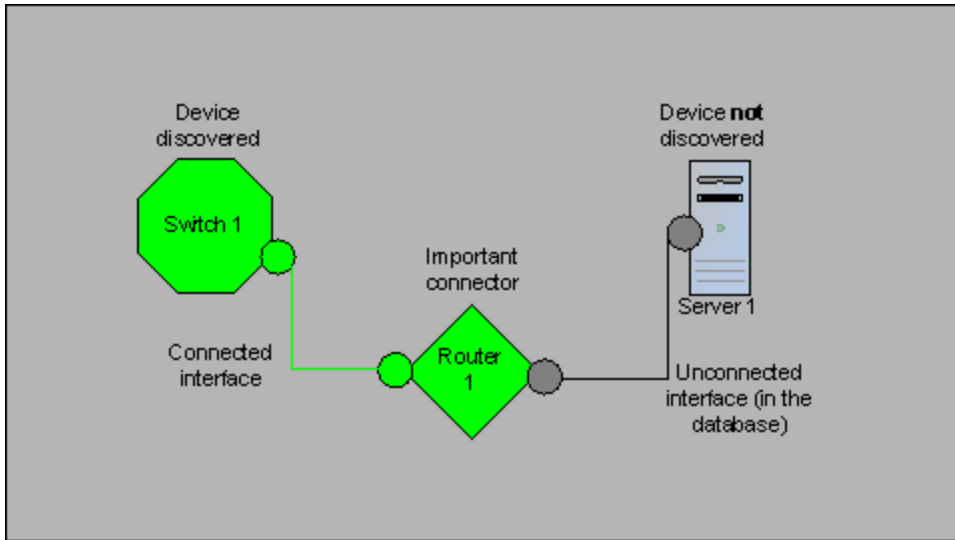 Device
discovered
Switch 1
Connected
interface
Important
connector
Router
1
Device not
discovered
Server 1
Unconnected
interface (in the
database)